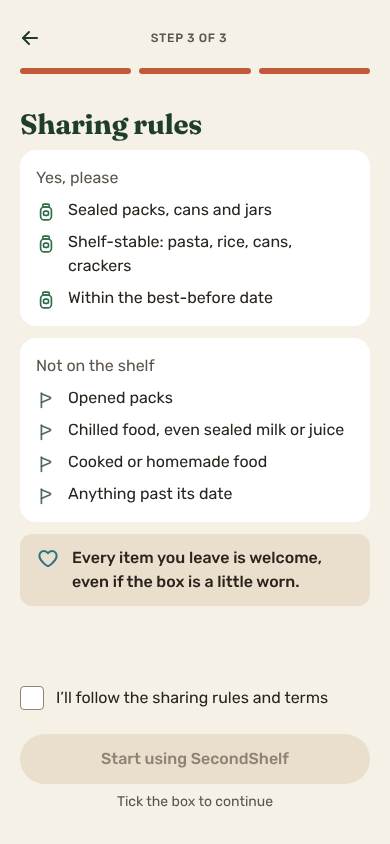 STEP 3 OF 3
Sharing rules
Yes, please
Sealed packs, cans and jars
Shelf-stable: pasta, rice, cans,
crackers
Within the best-before date
Not on the shelf
Opened packs
Chilled food, even sealed milk or juice
Cooked or homemade food
Anything past its date
Every item you leave is welcome,
even if the box is a little worn.
I’ll follow the sharing rules and terms
Start using SecondShelf
Tick the box to continue